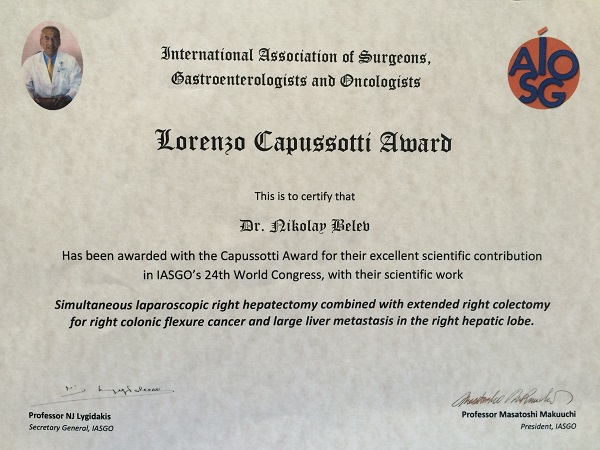 International Association of Surgeons,
Gastroenterologists and Oncologists
AIO
SG
Lorenzo Capussotti Award
This is to certify that
Dr. Nikolay Belev
Has been awarded with the Capussotti Award for their excellent scientific contribution
in IASGO's 24th World Congress, with their scientific work
Simultaneous laparoscopic right hepatectomy combined with extended right colectomy
for right colonic flexure cancer and large liver metastasis in the right hepatic lobe.
Professor NJ Lygidakis
Secretary General, IASGO
Professor Masatoshi Makuuchi
President, IASGO